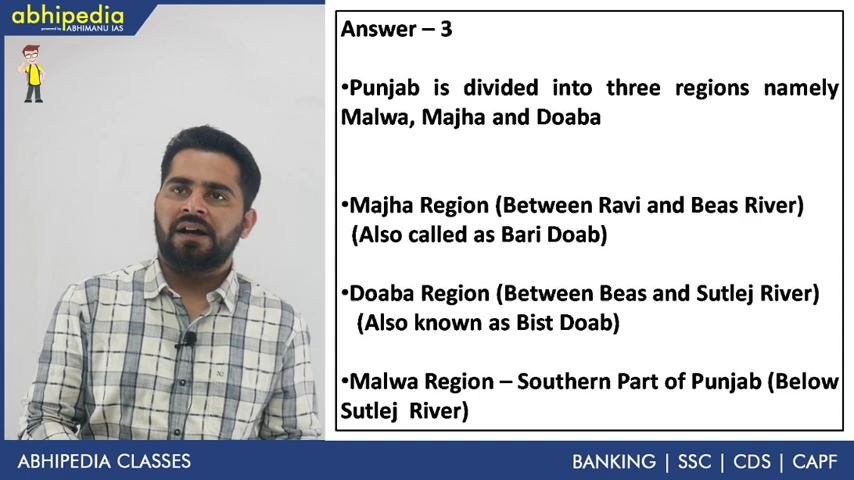 abhipedia
powered by ABHIMANU IAS
Answer – 3
•Punjab is divided into three regions namely
Malwa, Majha and Doaba
•Majha Region (Between Ravi and Beas River)
(Also called as Bari Doab)
•Doaba Region (Between Beas and Sutlej River)
(Also known as Bist Doab)
•Malwa Region – Southern Part of Punjab (Below
Sutlej River)
ABHIPEDIA CLASSES
BANKING | SSC | CDS | CAPF